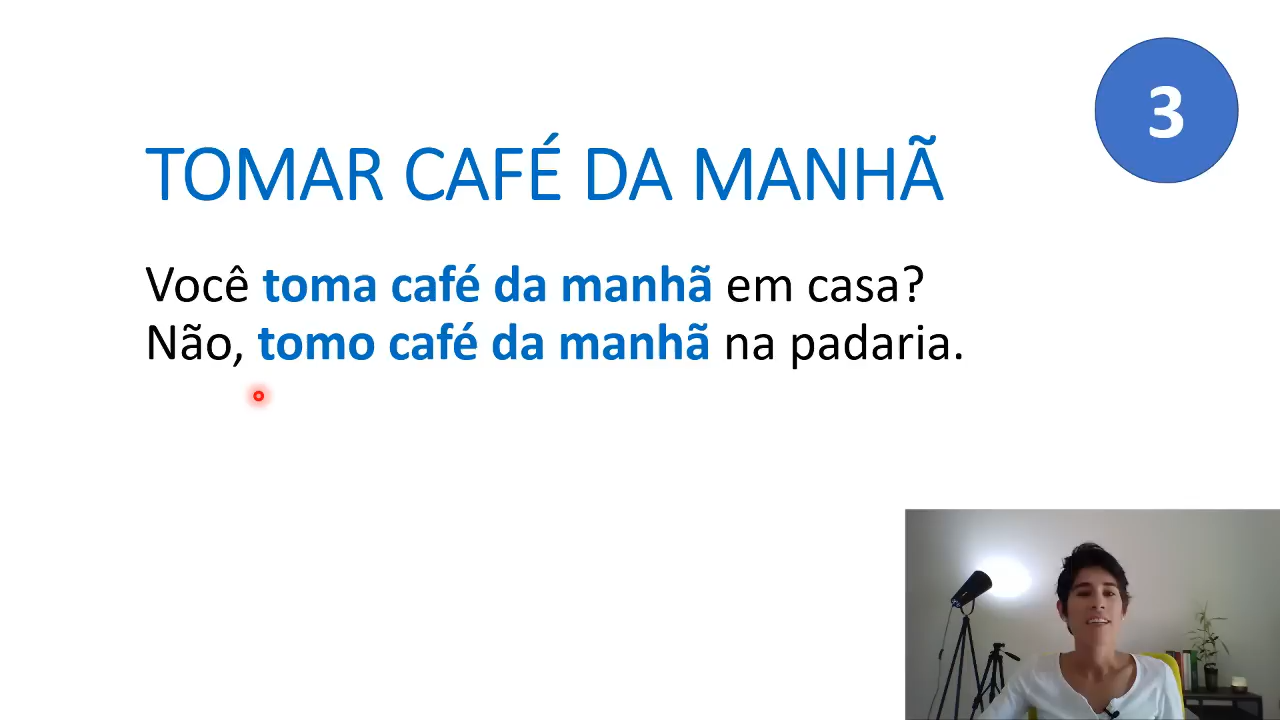 3
TOMAR CAFÉ DA MANHÃ
Você toma café da manhã em casa?
Não, tomo café da manhã na padaria.